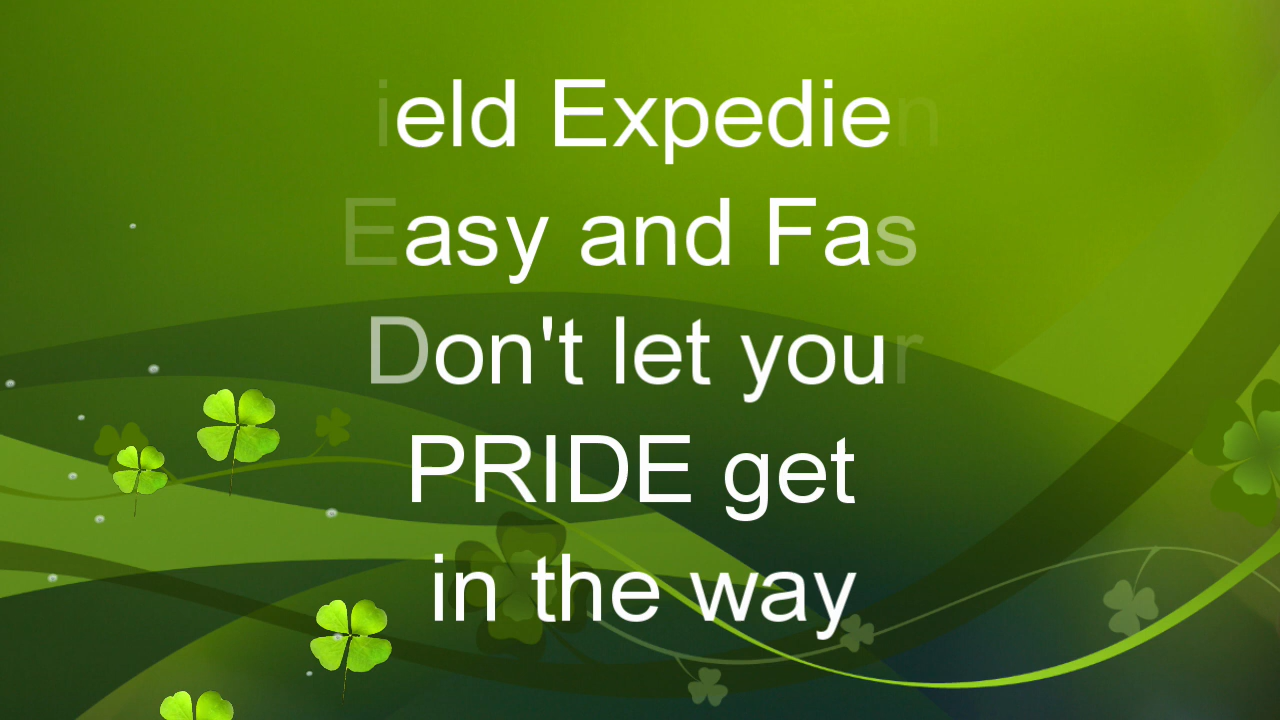 ield Expedien
Easy and Fas
Don't let your
PRIDE get
in the way